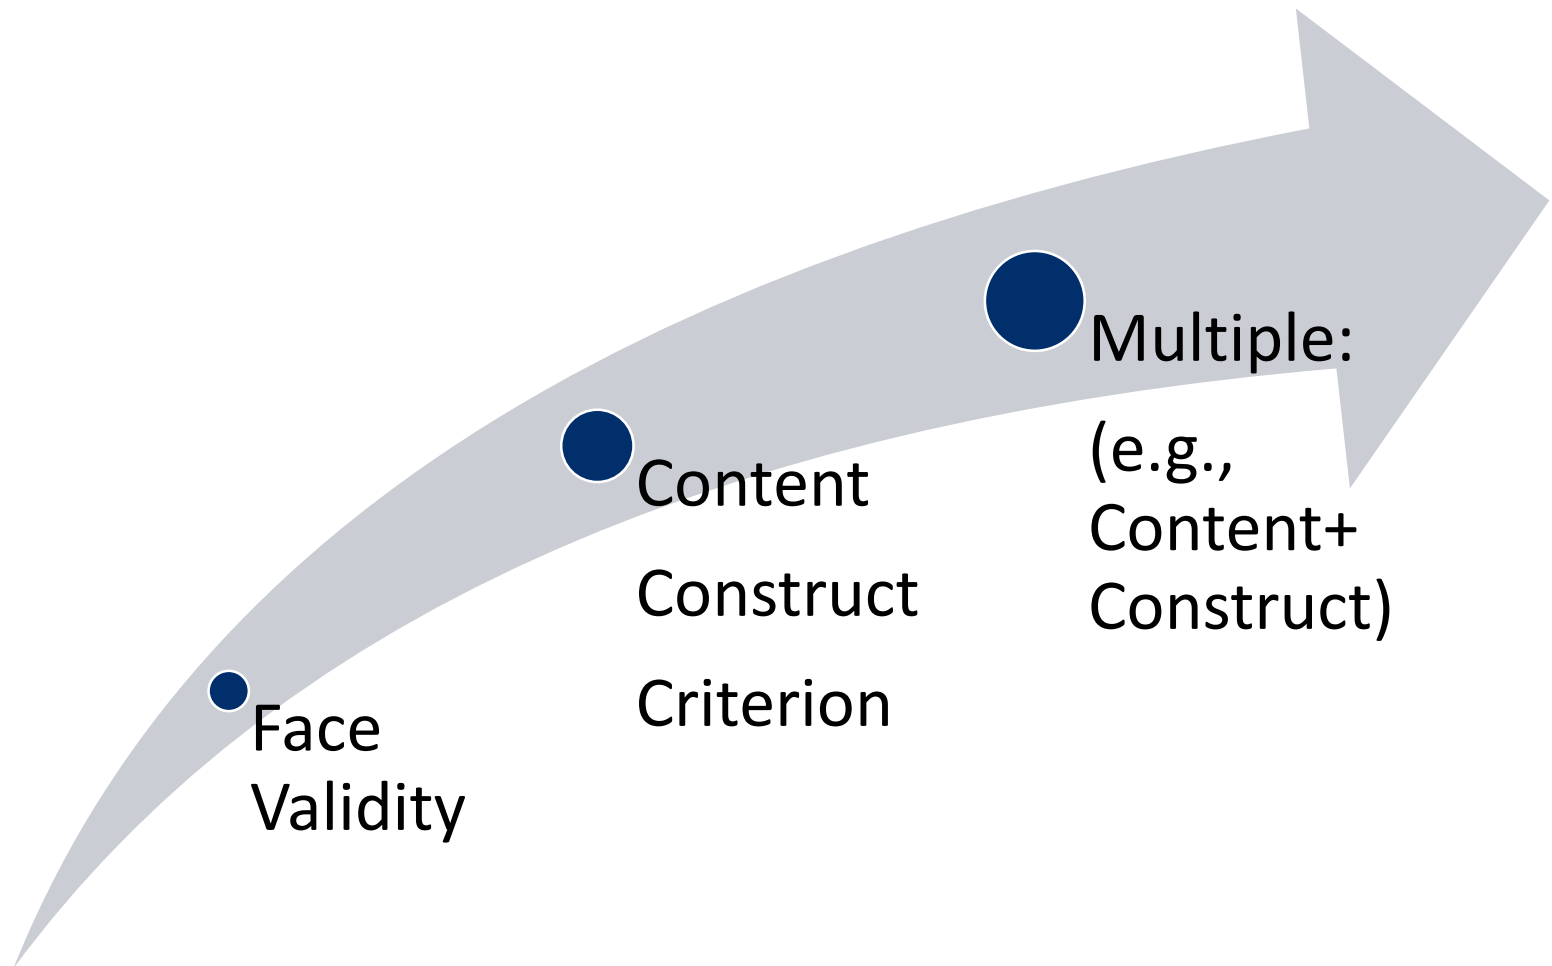 Face
Validity
Content
Construct
Criterion
Multiple:
(e.g.,
Content+
Construct)